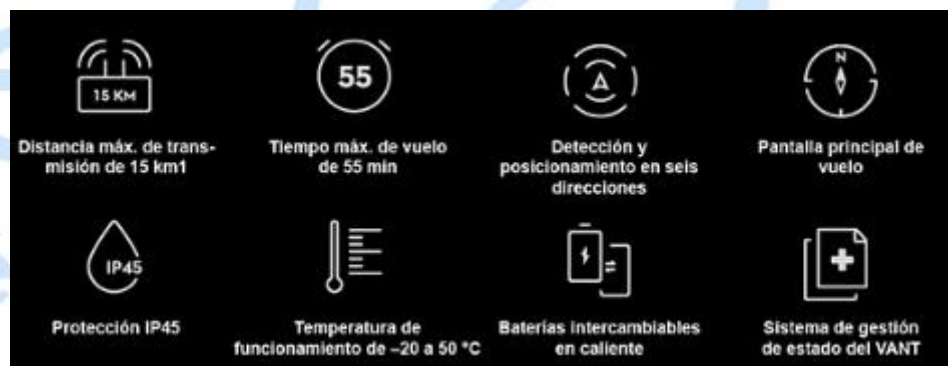 15 KM
Distancia máx. de trans-
misión de 15 km1
55
Tiempo máx. de vuelo
de 55 min
Detección y
posicionamiento en seis
direcciones
N
Pantalla principal de
vuelo
IP45
Protección IP45
Temperatura de
funcionamiento de –20 a 50 °C
Baterías intercambiables
en caliente
Sistema de gestión
de estado del VANT